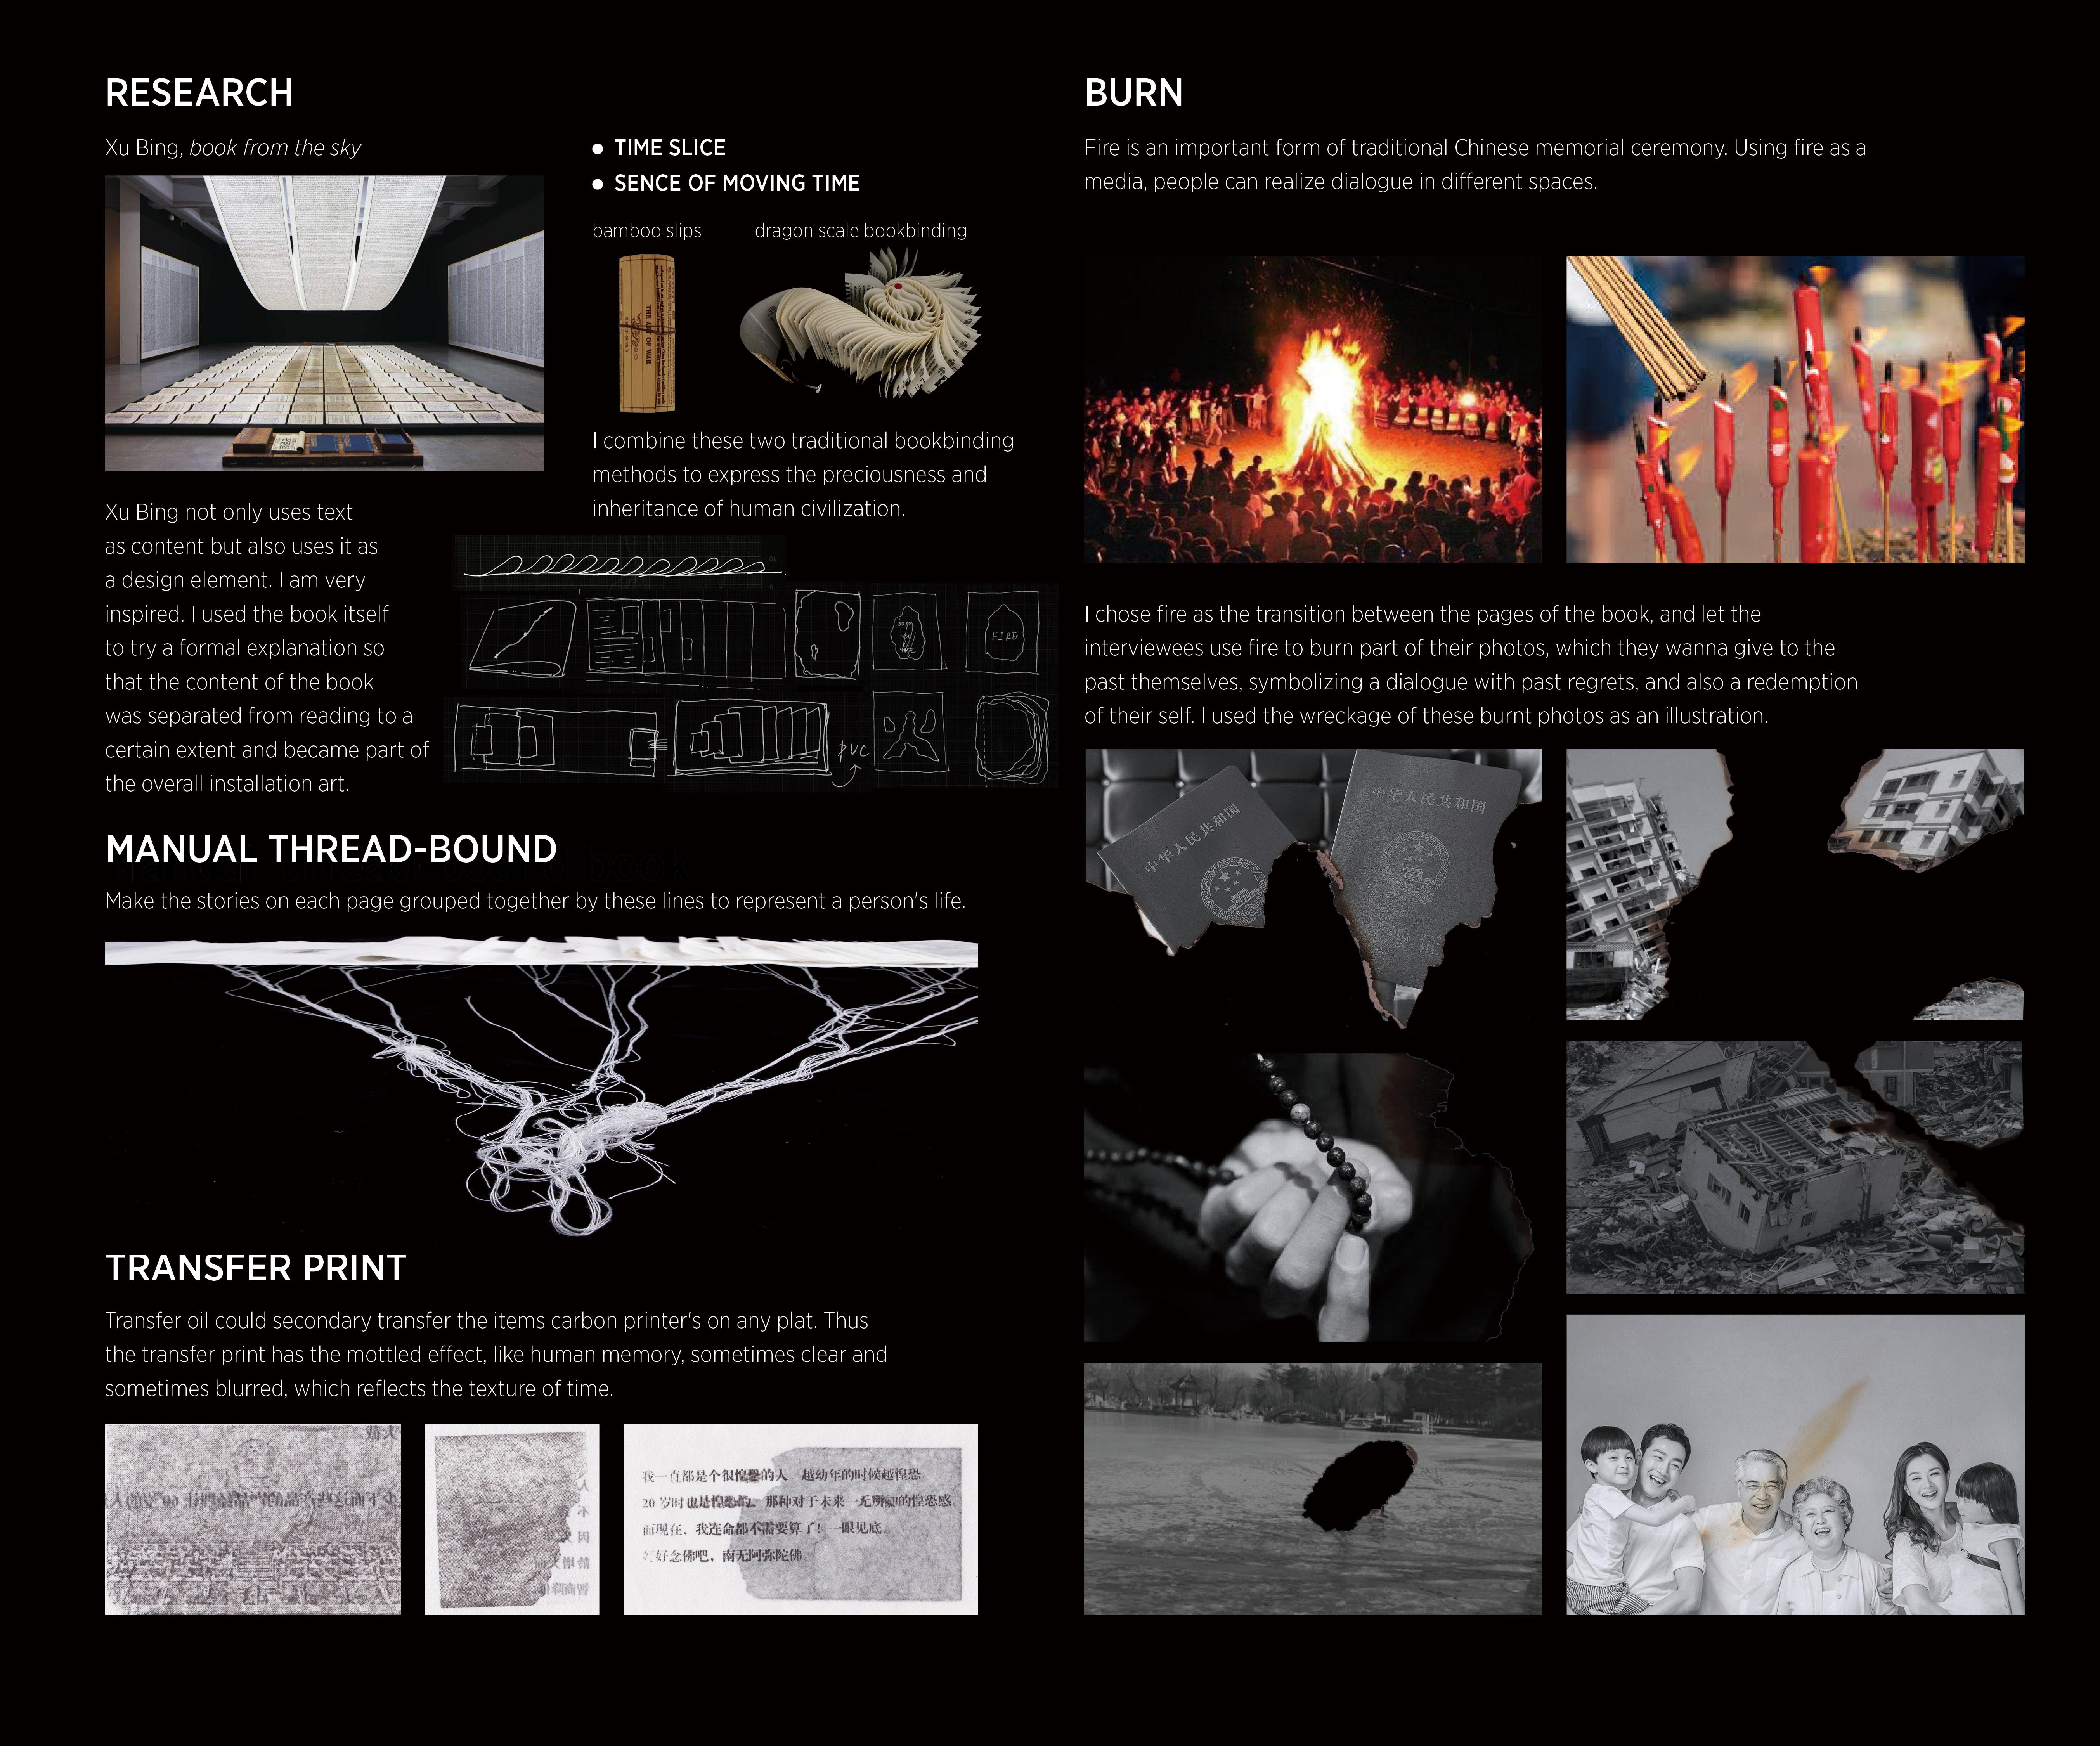 RESEARCH
Xu Bing, book from the sky
Xu Bing not only uses text
as content but also uses it as
a design element. I am very
inspired. I used the book itself
to try a formal explanation so
that the content of the book
was separated from reading to a
certain extent and became part of
the overall installation art.
TIME SLICE
SENCE OF MOVING TIME
bamboo slips
dragon scale bookbinding
THE ART OF WAR
I combine these two traditional bookbinding
methods to express the preciousness and
inheritance of human civilization.
FIRE
PVC
MANUAL THREAD-BOUND
Make the stories on each page grouped together by these lines to represent a person's life.
TRANSFER PRINT
Transfer oil could secondary transfer the items carbon printer's on any plat. Thus
the transfer print has the mottled effect, like human memory, sometimes clear and
sometimes blurred, which reflects the texture of time.
我一直都是个很惶恐的人 越幼年的时候越惶恐
20 岁时也是惶恐的。那种对于未来一无所知的惶恐感
而现在，我连命都不需要算了！一眼见底。
好念佛吧，南无阿弥陀佛
BURN
Fire is an important form of traditional Chinese memorial ceremony. Using fire as a
media, people can realize dialogue in different spaces.
I chose fire as the transition between the pages of the book, and let the
interviewees use fire to burn part of their photos, which they wanna give to the
past themselves, symbolizing a dialogue with past regrets, and also a redemption
of their self. I used the wreckage of these burnt photos as an illustration.
中华人民共和国
中华人民共和国
婚证